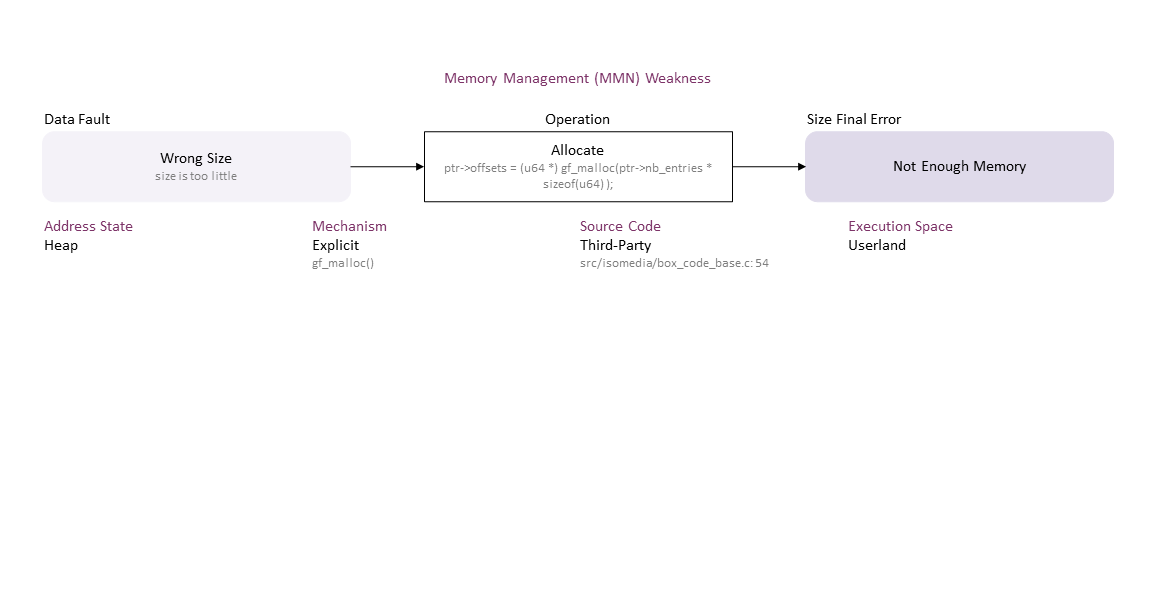 Memory Management (MMN) Weakness
Data Fault
Operation
Size Final Error
Wrong Size
size is too little
Allocate
ptr->offsets = (u64 *) gf_malloc(ptr->nb_entries *
sizeof(u64) );
Not Enough Memory
Address State
Heap
Mechanism
Explicit
gf_malloc()
Source Code
Third-Party
src/isomedia/box_code_base.c:54
Execution Space
Userland